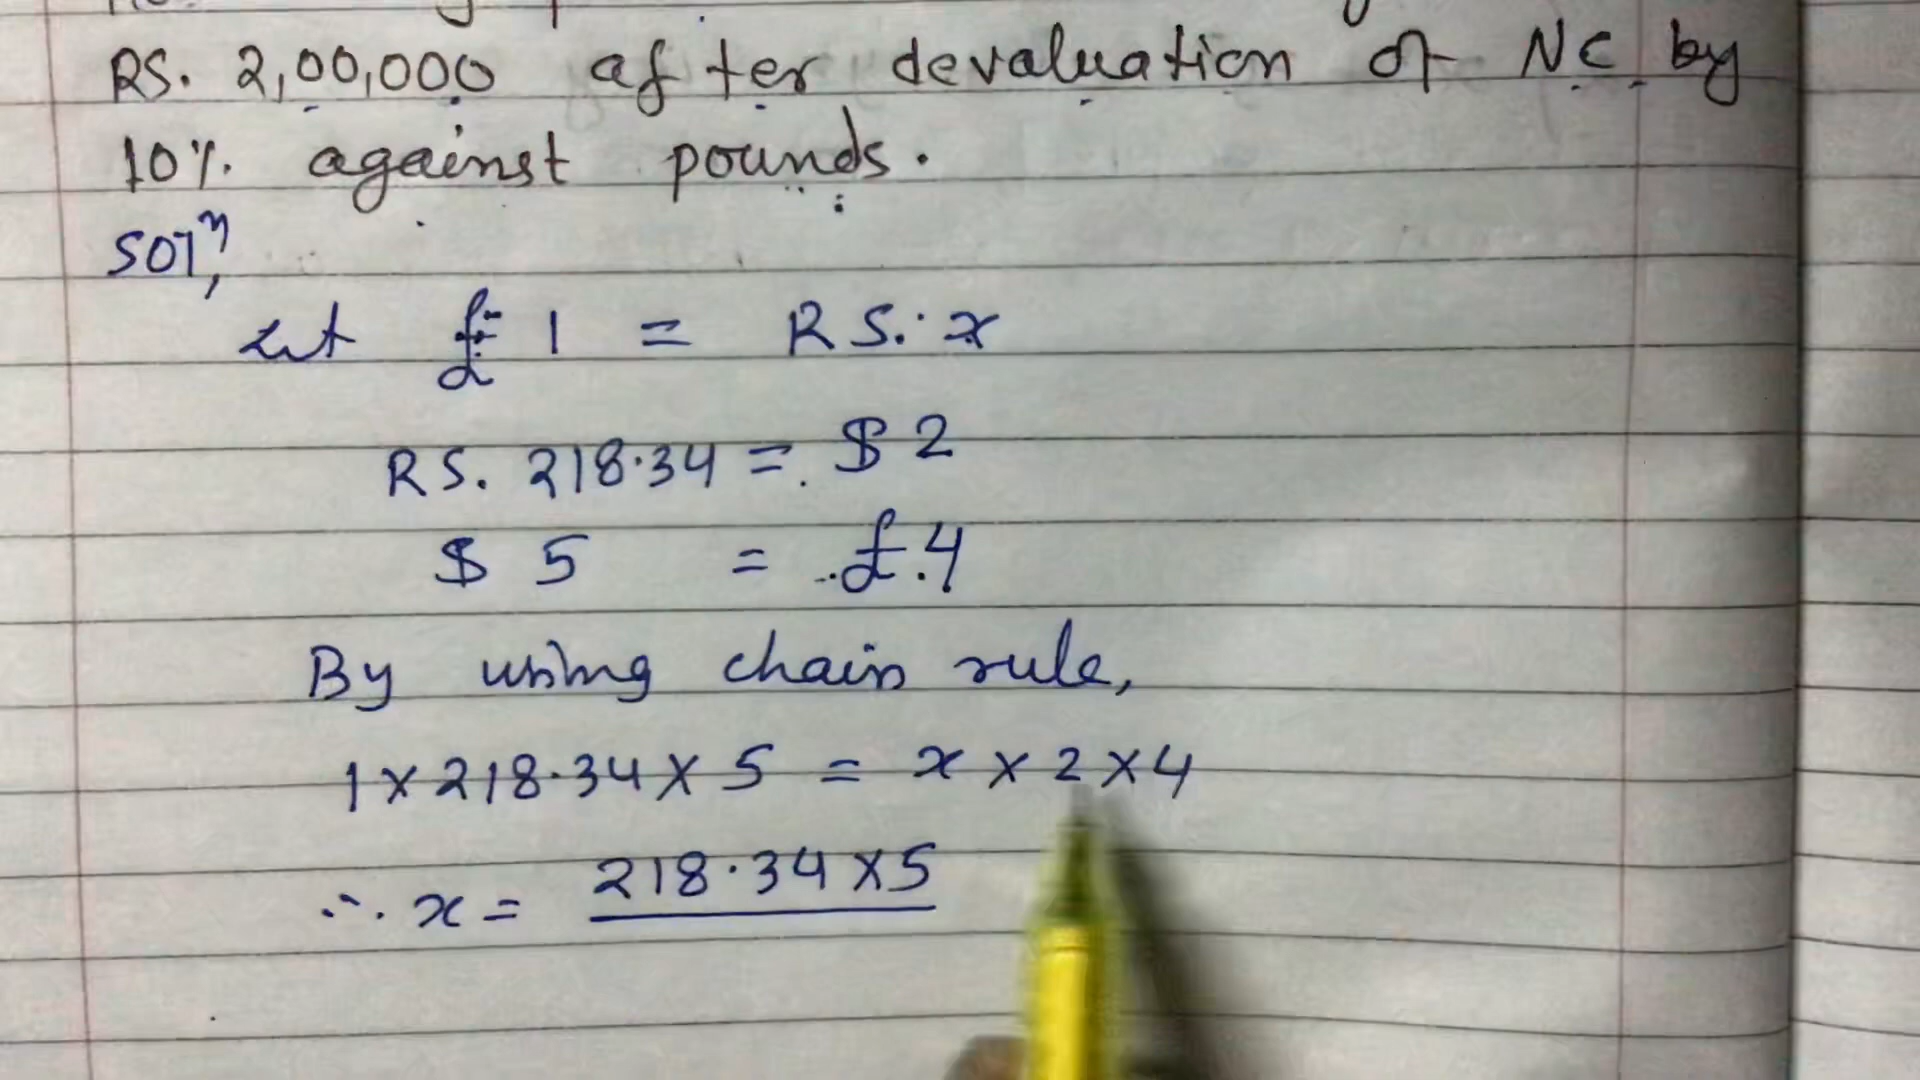 RS. 2,00,000 after devaluation of NC by
10% against pounds.
Solⁿ,
Let £ 1 = RS. x
RS. 218.34 = $ 2
$ 5 = £ 4
By using chain rule,
1 × 218.34 × 5 = x × 2 × 4
∴ x = 218.34 × 5